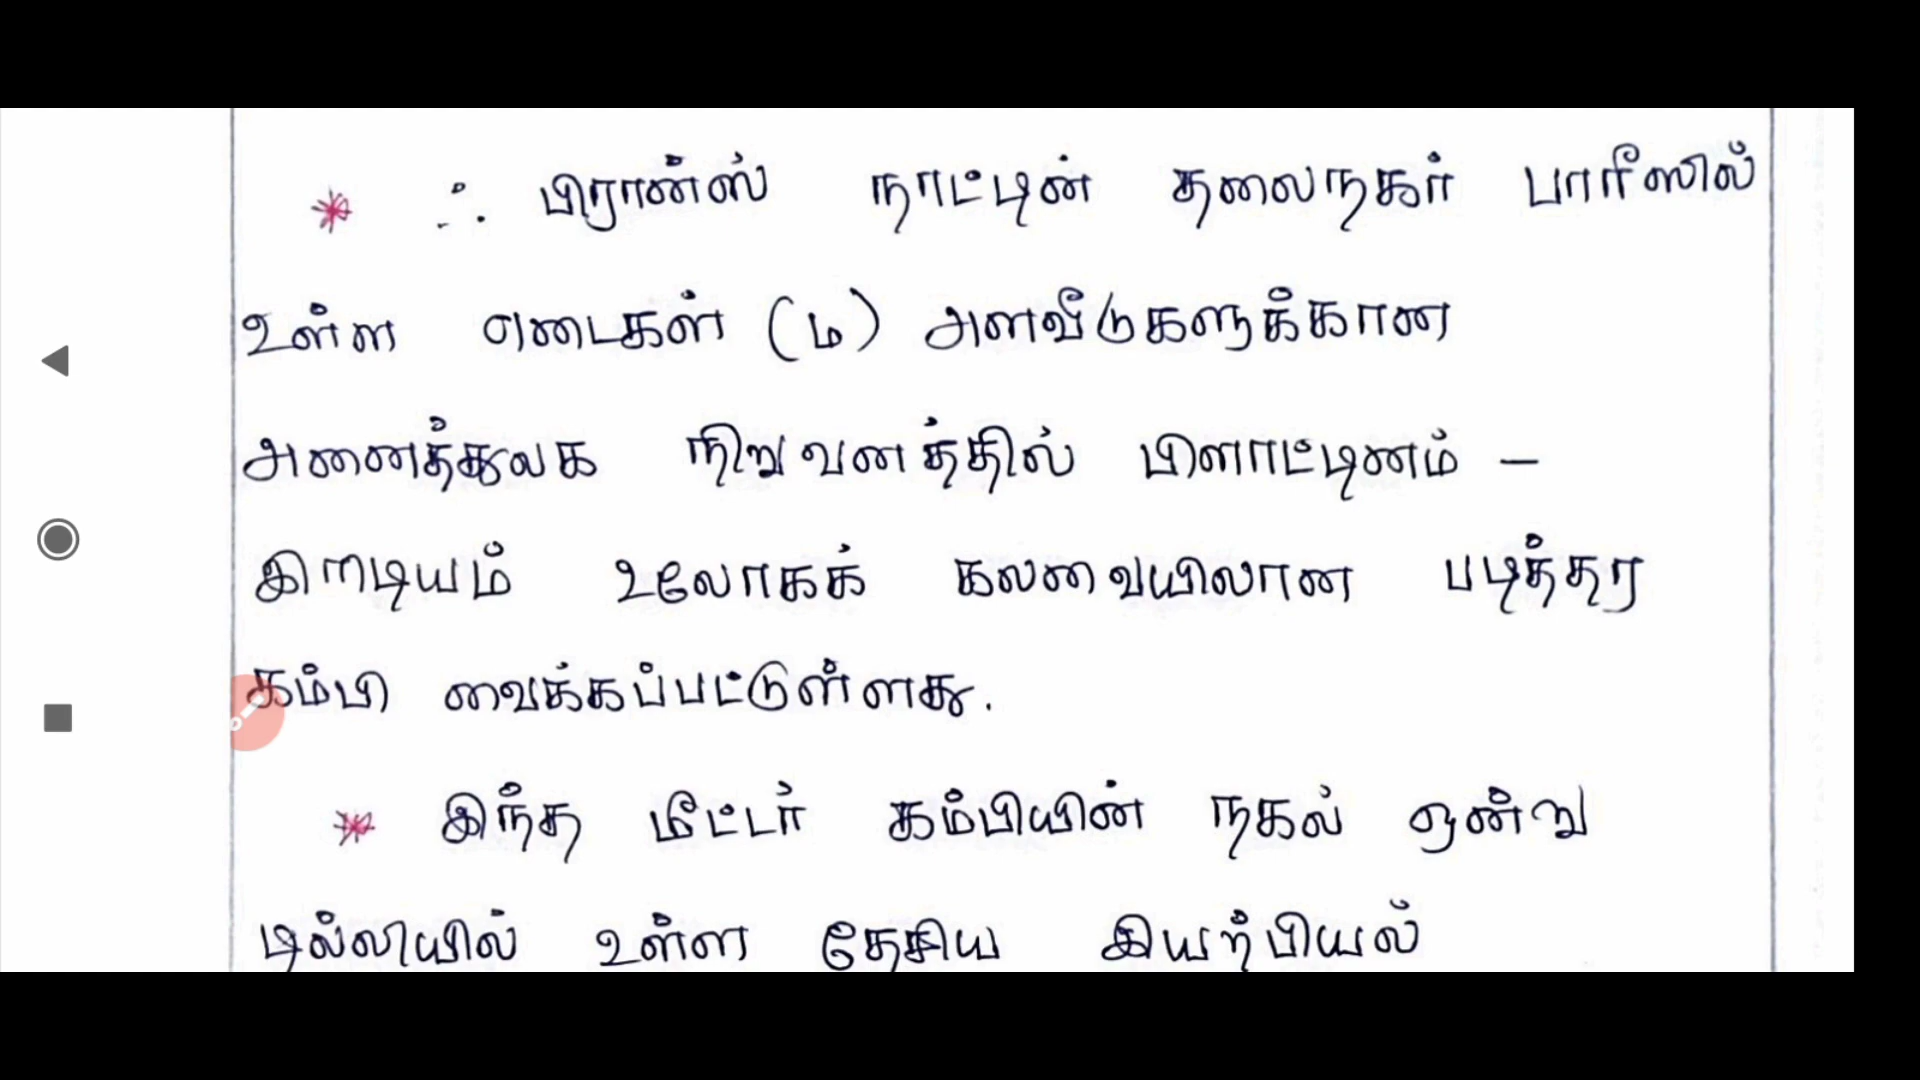 * ∴ பிரான்ஸ் நாட்டின் தலைநகர் பாரீஸில்
உள்ள எடைகள் (ம) அளவீடுகளுக்கான
அனைத்துலக நிறுவனத்தில் பிளாட்டினம் –
இரிடியம் உலோகக் கலவையிலான படித்தர
கம்பி வைக்கப்பட்டுள்ளது.
* இந்த மீட்டர் கம்பியின் நகல் ஒன்று
டில்லியில் உள்ள தேசிய இயற்பியல்